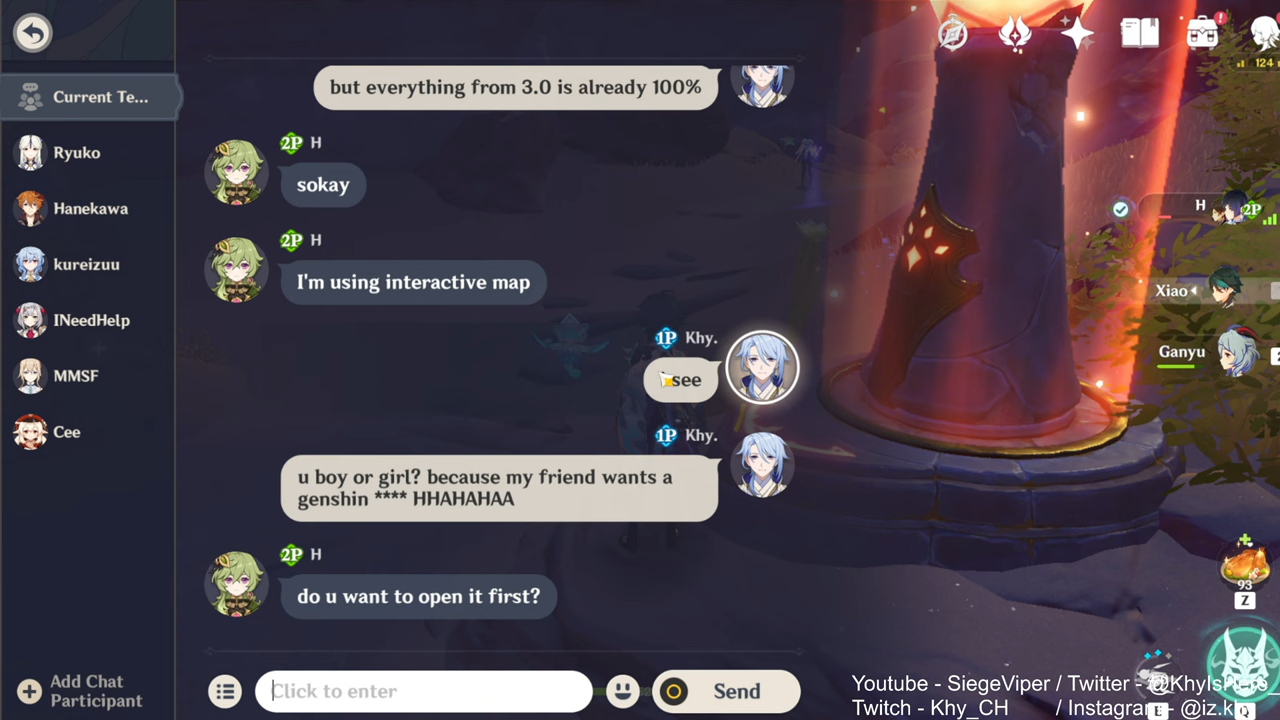 Current Te...
Ryuko
Hanekawa
kureizuu
INeedHelp
MMSF
Cee
Add Chat
Participant
but everything from 3.0 is already 100%
2P H
sokay
2P H
I'm using interactive map
1P Khy.
see
1P Khy.
u boy or girl? because my friend wants a
genshin **** HHAHAHAA
2P H
do u want to open it first?
Click to enter
Send
124
H 2P
Xiao
Ganyu
93
Z
E
Q
Youtube - SiegeViper / Twitter - @KhyIsHere_
Twitch - Khy_CH / Instagram - @iz.kh